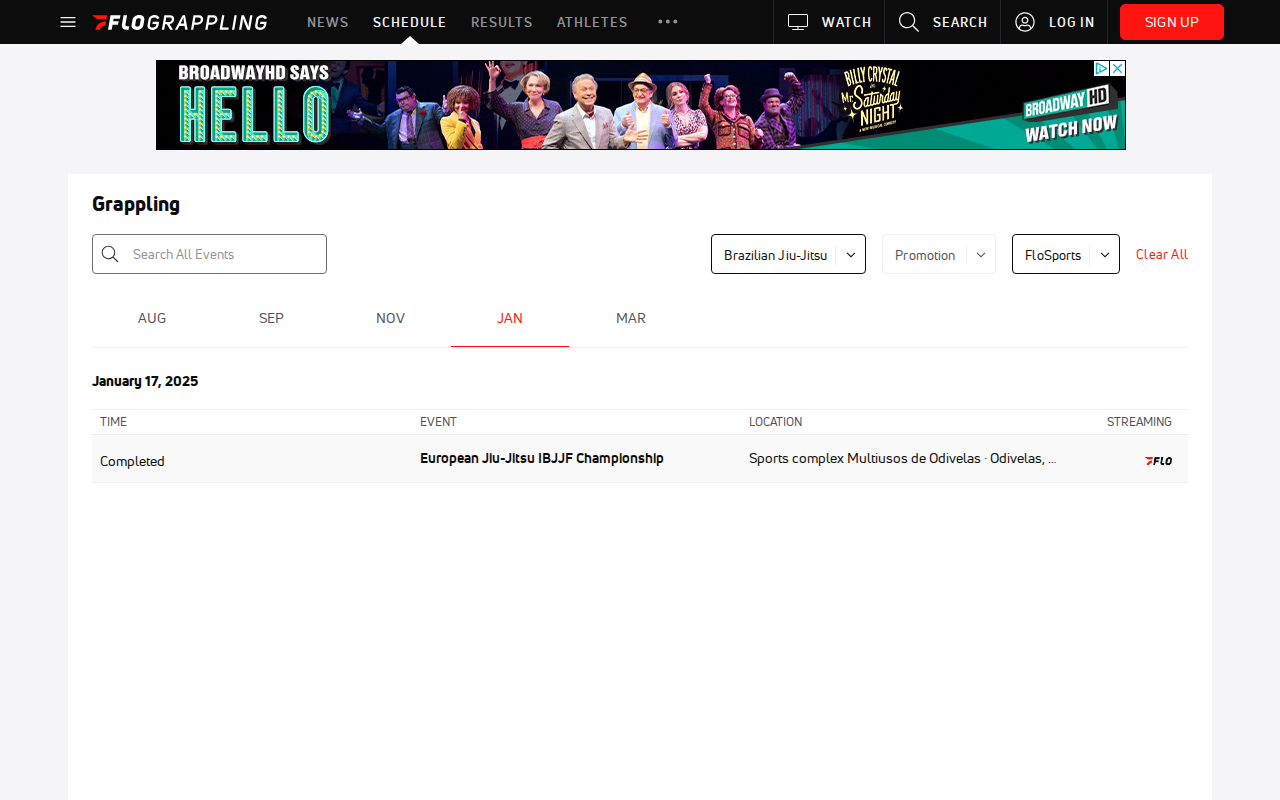 FLOGRAPPLING
NEWS
SCHEDULE
RESULTS
ATHLETES
WATCH
SEARCH
LOG IN
SIGN UP
BROADWAYHD SAYS
HELLO
BILLY CRYSTAL
in
Mr. Saturday
NIGHT
A NEW MUSICAL COMEDY
BROADWAY HD
WATCH NOW
Grappling
Search All Events
Brazilian Jiu-Jitsu
Promotion
FloSports
Clear All
AUG
SEP
NOV
JAN
MAR
January 17, 2025
TIME
EVENT
LOCATION
STREAMING
Completed
European Jiu-Jitsu IBJJF Championship
Sports complex Multiusos de Odivelas · Odivelas, ...
FLO